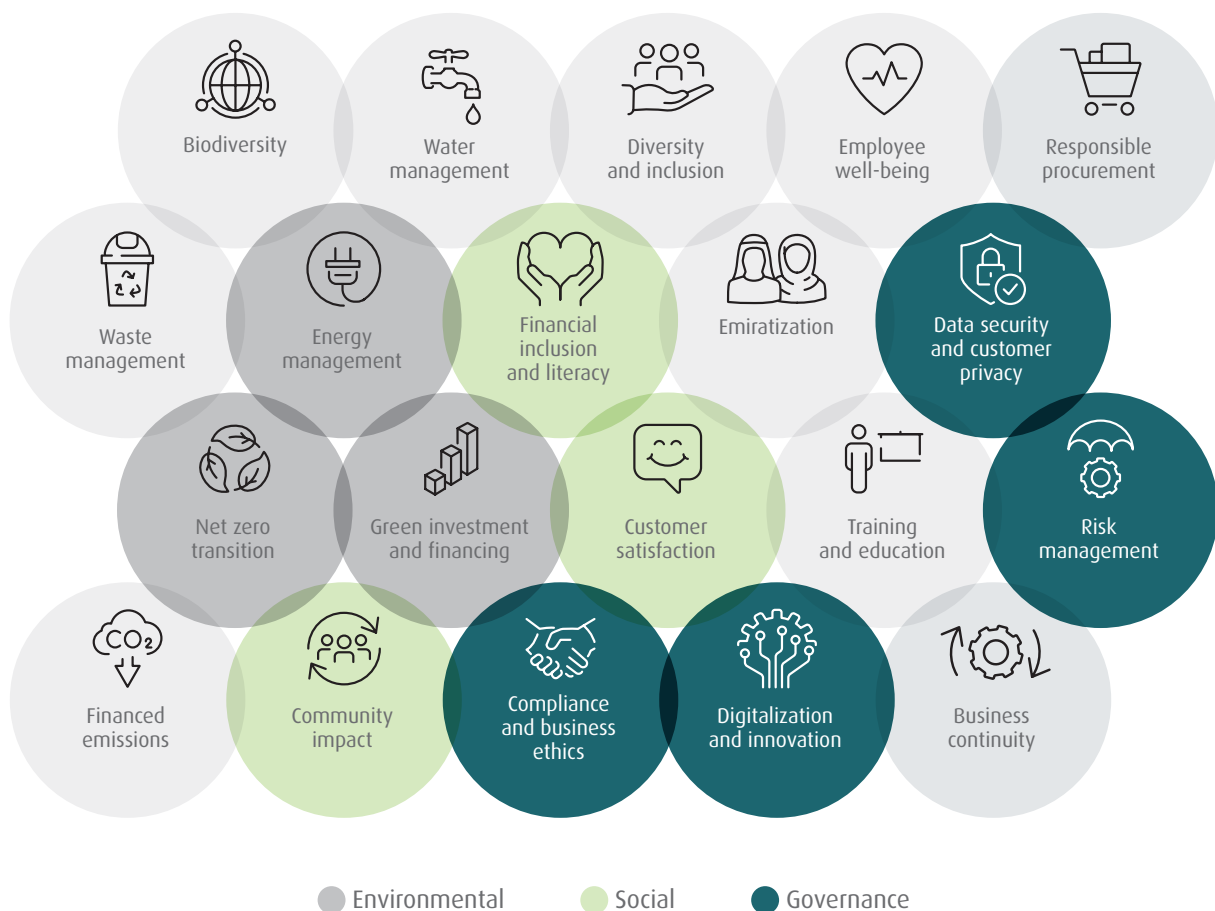 Biodiversity
Water
management
Diversity
and inclusion
Employee
well-being
Responsible
procurement
Waste
management
Energy
management
Financial
inclusion
and literacy
Emiratization
Data security
and customer
privacy
Net zero
transition
Green investment
and financing
Customer
satisfaction
Training
and education
Risk
management
CO2
Financed
emissions
Community
impact
Compliance
and business
ethics
Digitalization
and innovation
Business
continuity
Environmental
Social
Governance